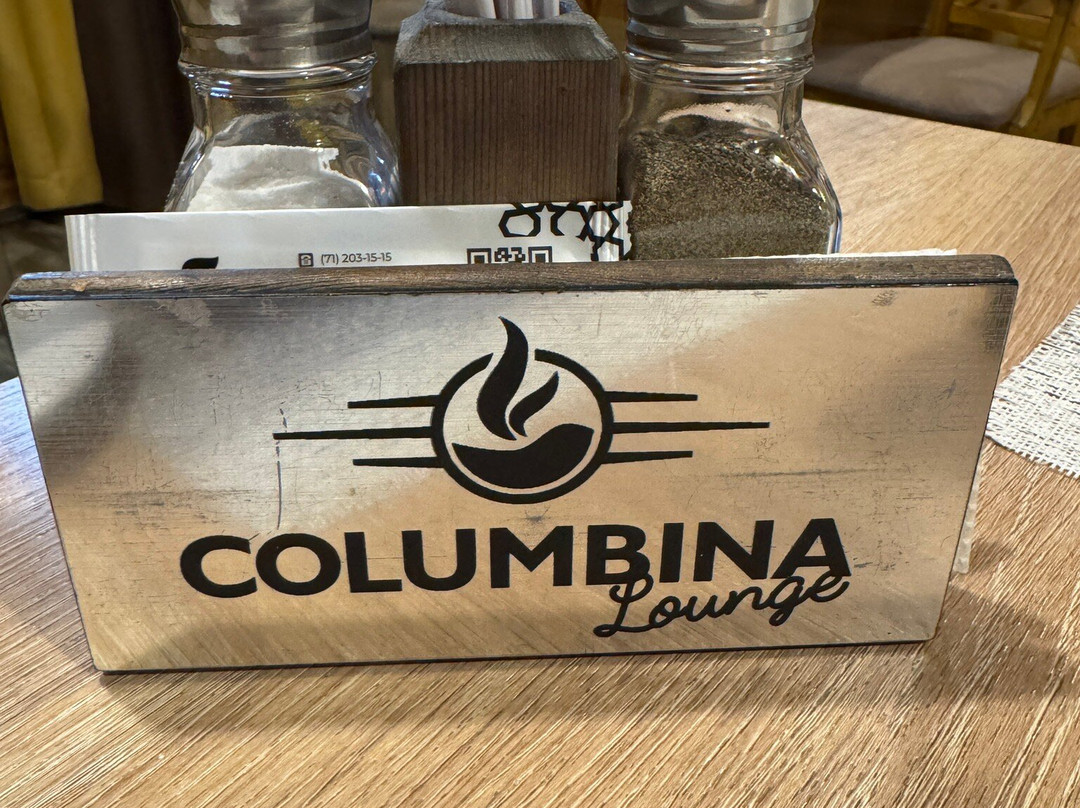 (71) 203-15-15
COLUMBINA
Lounge